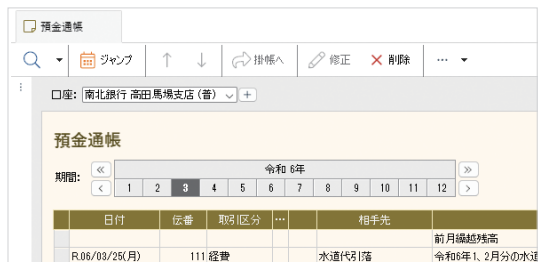 預金通帳
ジャンプ ↑ ↓ 掛帳へ 修正 削除 …
口座: 南北銀行 高田馬場支店 (普)
預金通帳
期間: 令和 6年
1 2 3 4 5 6 7 8 9 10 11 12
日付 伝番 取引区分 … 相手先
前月繰越残高
R.06/03/25(月) 111 経費 水道代引落 令和6年1、2月分の水道